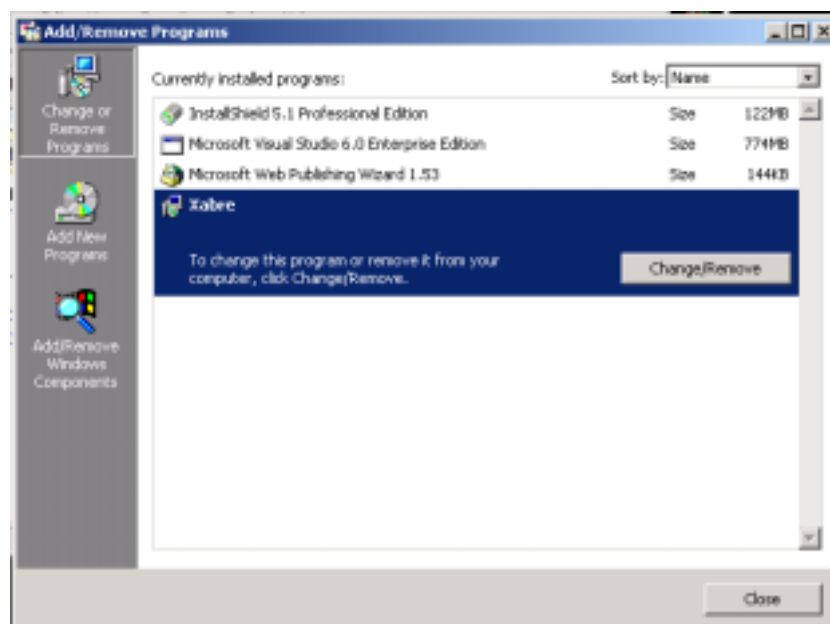 Add/Remove Programs
Change or
Remove
Programs
Add New
Programs
Add/Remove
Windows
Components
Currently installed programs:
Sort by: Name
InstallShield 5.1 Professional Edition Size 122MB
Microsoft Visual Studio 6.0 Enterprise Edition Size 774MB
Microsoft Web Publishing Wizard 1.53 Size 144KB
Xabre
To change this program or remove it from your
computer, click Change/Remove.
Change/Remove
Close